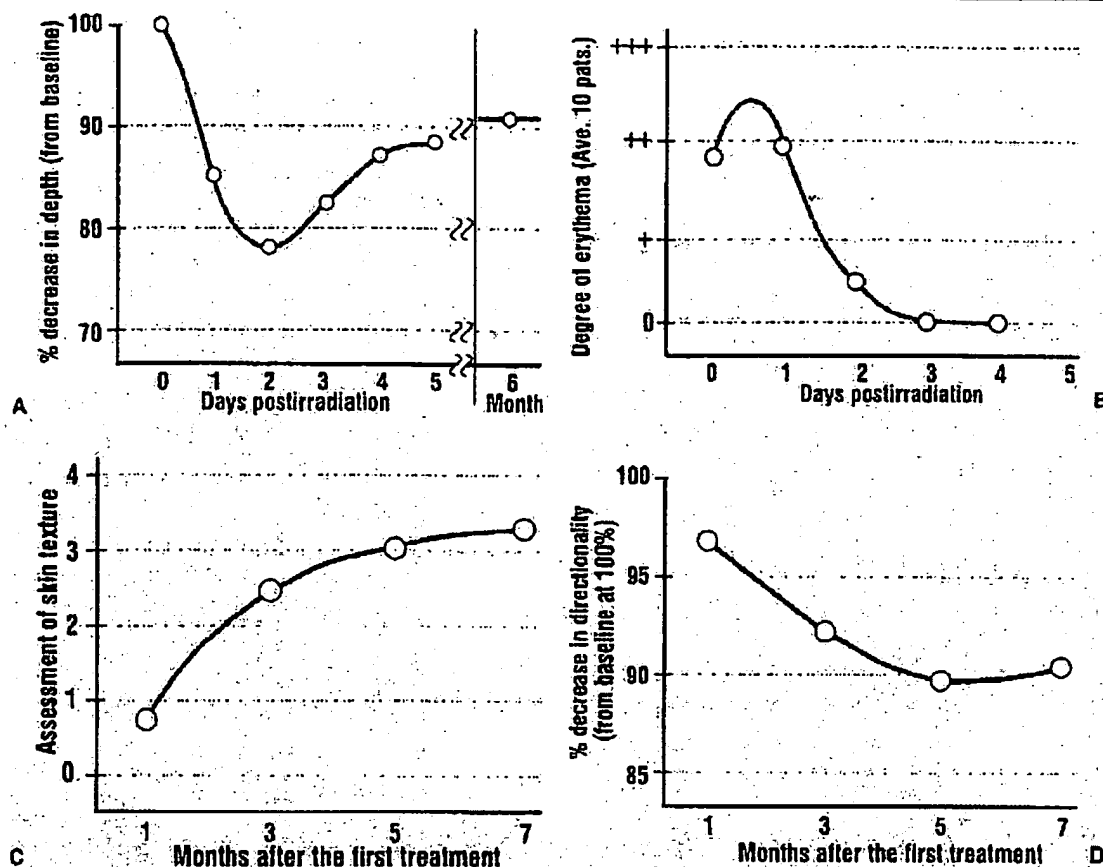 % decrease in depth (from baseline)
100
90
80
70
0 1 2 3 4 5 6
Days postirradiation Month
A
Degree of erythema (Ave. 10 pats.)
+++
++
+
0
0 1 2 3 4 5
Days postirradiation
Assessment of skin texture
4
3
2
1
0
1 3 5 7
Months after the first treatment
C
% decrease in directionality
(from baseline at 100%)
100
95
90
85
1 3 5 7
Months after the first treatment
D